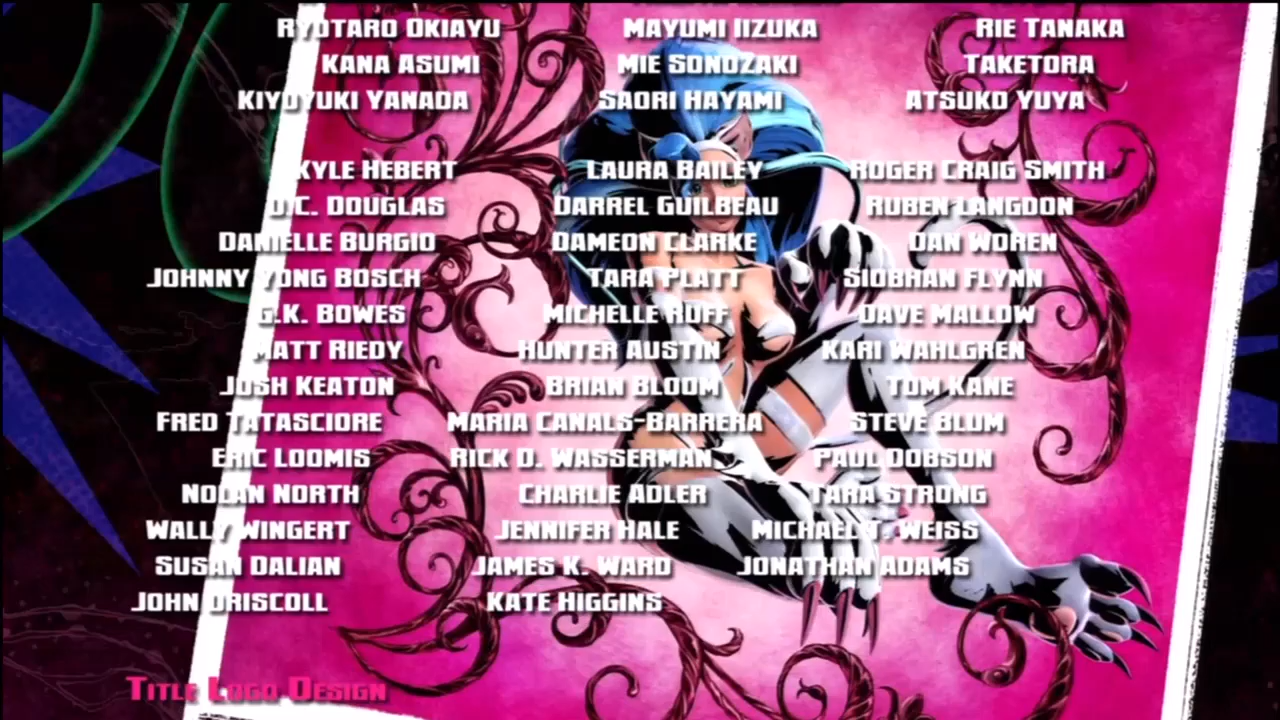 Ryotaro Okiayu Mayumi Iizuka Rie Tanaka
Kana Asumi Mie Sonozaki Taketora
Kiyoyuki Yanada Saori Hayami Atsuko Yuya
Kyle Hebert Laura Bailey Roger Craig Smith
D.C. Douglas Darrel Guilbeau Ruben Langdon
Danielle Burgio Dameon Clarke Dan Woren
Johnny Yong Bosch Tara Platt Siobhan Flynn
G.K. Bowes Michelle Ruff Dave Mallow
Matt Riedy Hunter Austin Kari Wahlgren
Josh Keaton Brian Bloom Tom Kane
Fred Tatasciore Maria Canals-Barrera Steve Blum
Eric Loomis Rick D. Wasserman Paul Dobson
Nolan North Charlie Adler Tara Strong
Wally Wingert Jennifer Hale Michael T. Weiss
Susan Dalian James K. Ward Jonathan Adams
John Driscoll Kate Higgins
Title Logo Design